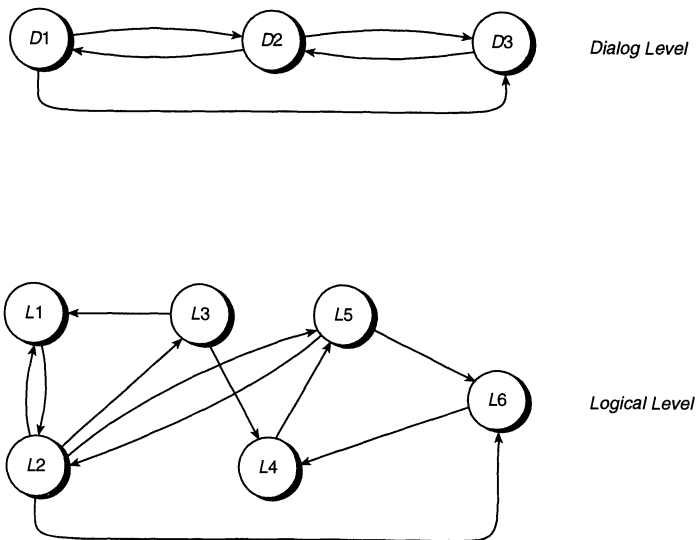 D1
D2
D3
Dialog Level
L1
L3
L5
L6
Logical Level
L2
L4